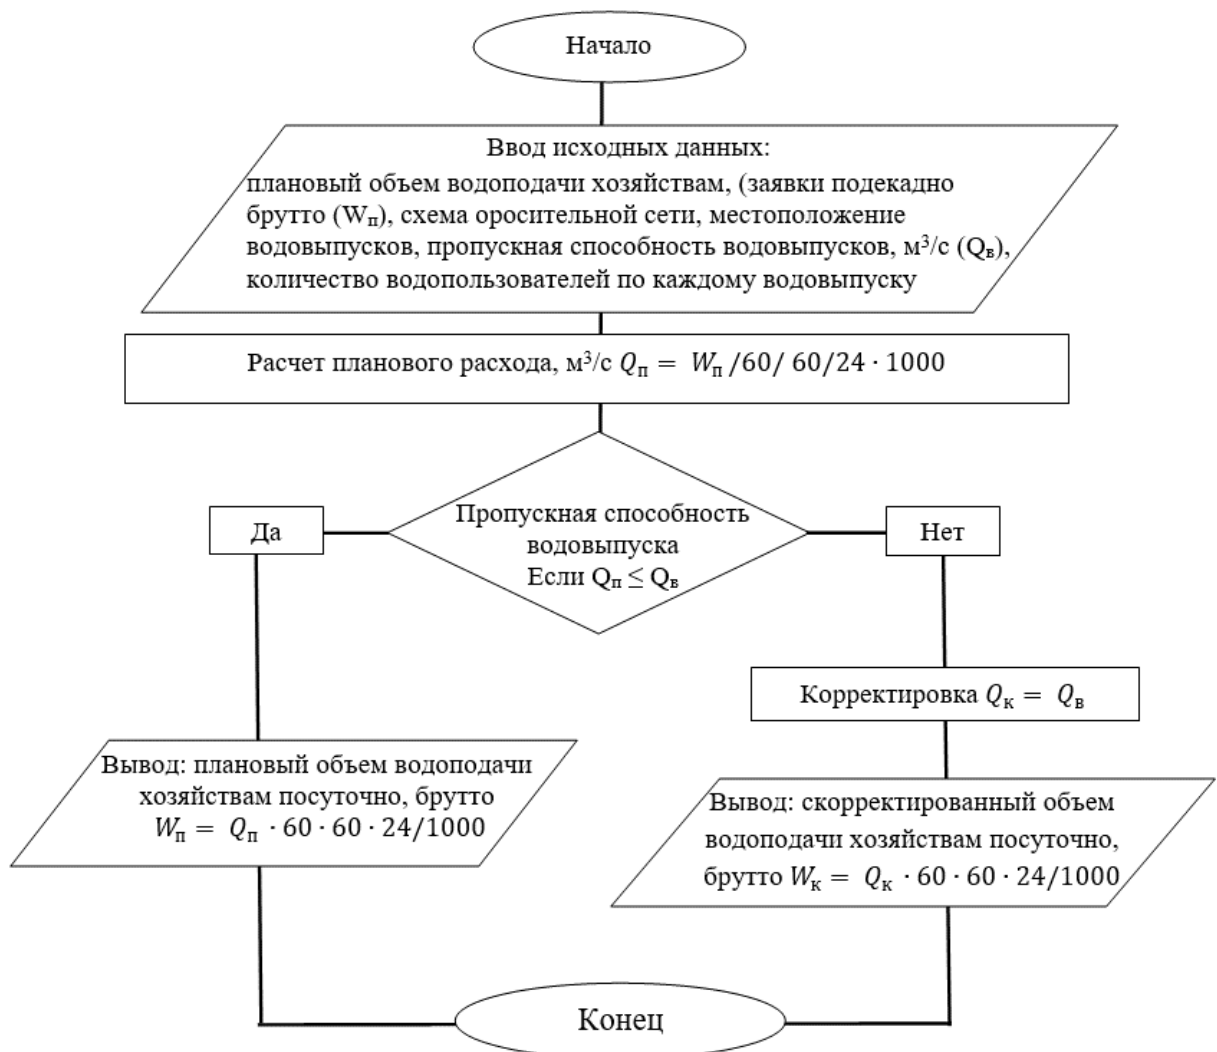 Начало
Ввод исходных данных:
плановый объем водоподачи хозяйствам, (заявки подекадно
брутто (Wп), схема оросительной сети, местоположение
водовыпусков, пропускная способность водовыпусков, м³/с (Qв),
количество водопользователей по каждому водовыпуску
Расчет планового расхода, м³/с Qп = Wп /60/ 60/24 · 1000
Пропускная способность
водовыпуска
Если Qп ≤ Qв
Да
Нет
Корректировка Qк = Qв
Вывод: плановый объем водоподачи
хозяйствам посуточно, брутто
Wп = Qп · 60 · 60 · 24/1000
Вывод: скорректированный объем
водоподачи хозяйствам посуточно,
брутто Wк = Qк · 60 · 60 · 24/1000
Конец